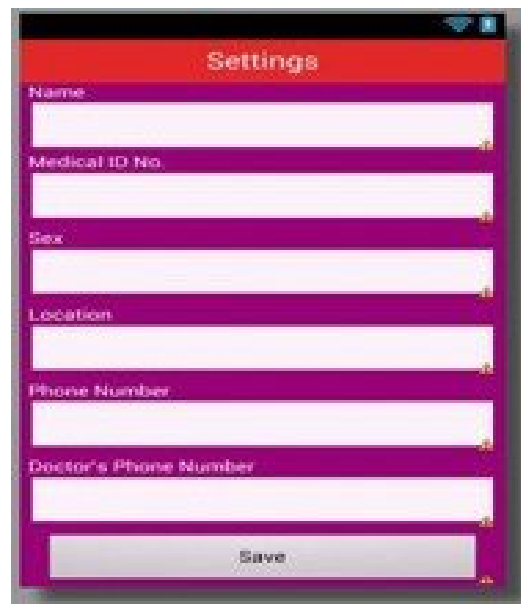 Settings
Name
Medical ID No.
Sex
Location
Phone Number
Doctor's Phone Number
Save